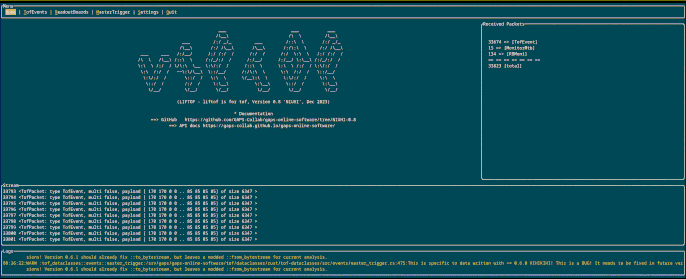 Menu
Home | TofEvents | ReadoutBoards | MasterTrigger | Settings | Quit
Received Packets
33674 => [TofEvent]
15 => [MonitorMtb]
134 => [RBMoni]
== == == == == == ==
33823 [total]
(LIFTOF - liftof is for tof, Version 0.8 'NIUHI', Dec 2023)
* Documentation
==> GitHub https://github.com/GAPS-Collab/gaps-online-software/tree/NIUHI-0.8
==> API docs https://gaps-collab.github.io/gaps-online-software/
Stream
33793 <TofPacket: type TofEvent, multi false, payload [ 170 170 0 0 .. 85 85 85 85] of size 6347 >
33794 <TofPacket: type TofEvent, multi false, payload [ 170 170 0 0 .. 85 85 85 85] of size 6347 >
33795 <TofPacket: type TofEvent, multi false, payload [ 170 170 0 0 .. 85 85 85 85] of size 6347 >
33796 <TofPacket: type TofEvent, multi false, payload [ 170 170 0 0 .. 85 85 85 85] of size 6347 >
33797 <TofPacket: type TofEvent, multi false, payload [ 170 170 0 0 .. 85 85 85 85] of size 6347 >
33798 <TofPacket: type TofEvent, multi false, payload [ 170 170 0 0 .. 85 85 85 85] of size 6347 >
33799 <TofPacket: type TofEvent, multi false, payload [ 170 170 0 0 .. 85 85 85 85] of size 6347 >
33800 <TofPacket: type TofEvent, multi false, payload [ 170 170 0 0 .. 85 85 85 85] of size 6347 >
33801 <TofPacket: type TofEvent, multi false, payload [ 170 170 0 0 .. 85 85 85 85] of size 6347 >
Logs
sions! Version 0.6.1 should already fix ::to_bytestream, but leaves a modded ::from_bytestream for current analysis.
:WARN :tof_dataclasses::events::master_trigger:/srv/gaps/gaps-online-software/tof/dataclasses/rust/tof-dataclasses/src/events/master_trigger.rs:475:This is specific to data written with <= 0.6.0 KIHIKIHI! This is a BUG! It needs to be fixed in future ver
sions! Version 0.6.1 should already fix ::to_bytestream, but leaves a modded ::from_bytestream for current analysis.